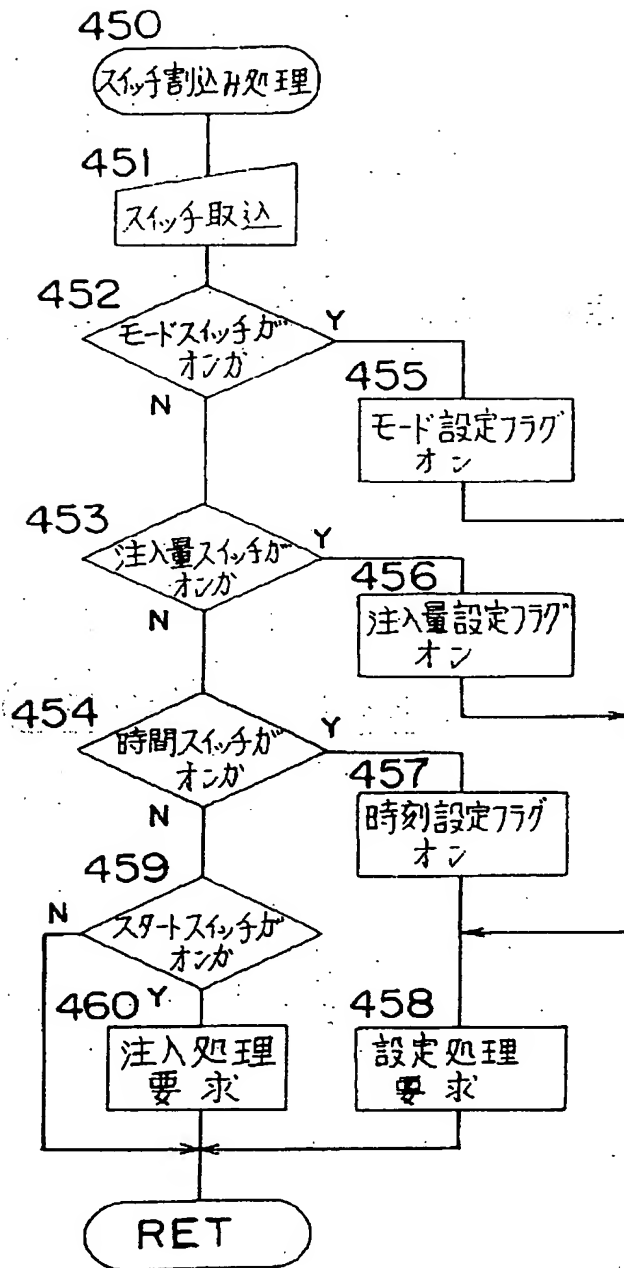 450
スイッチ割込み処理
451
スイッチ取込
452
モードスイッチが
オンか
Y
N
455
モード設定フラグ
オン
453
注入量スイッチが
オンか
Y
N
456
注入量設定フラグ
オン
454
時間スイッチが
オンか
Y
N
457
時刻設定フラグ
オン
459
スタートスイッチが
オンか
N
Y
460
注入処理
要求
458
設定処理
要求
RET